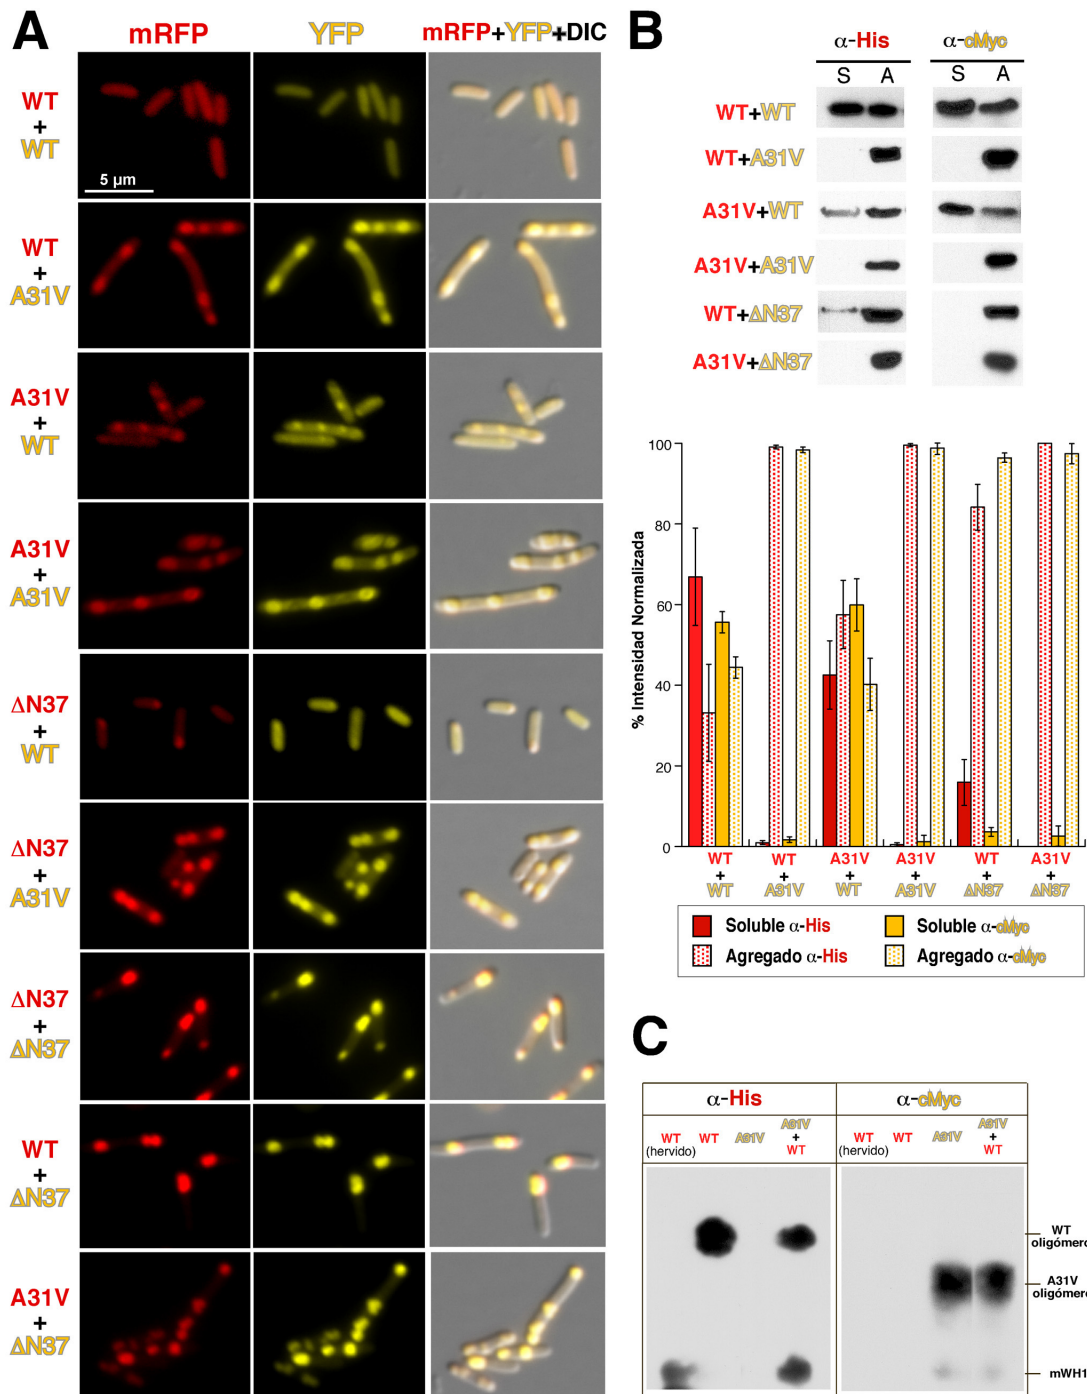 A
mRFP
YFP
mRFP+YFP+DIC
WT
+
WT
5 µm
WT
+
A31V
A31V
+
WT
A31V
+
A31V
ΔN37
+
WT
ΔN37
+
A31V
ΔN37
+
ΔN37
WT
+
ΔN37
A31V
+
ΔN37
B
α-His
α-cMyc
S A S A
WT+WT
WT+A31V
A31V+WT
A31V+A31V
WT+ΔN37
A31V+ΔN37
% Intensidad Normalizada
100
80
60
40
20
0
WT WT A31V A31V WT A31V
+ + + + + +
WT A31V WT A31V ΔN37 ΔN37
Soluble α-His
Soluble α-cMyc
Agregado α-His
Agregado α-cMyc
C
α-His
α-cMyc
WT
(hervido)
WT
A31V
A31V
+
WT
WT
(hervido)
WT
A31V
A31V
+
WT
WT
oligómero
A31V
oligómero
mWH1